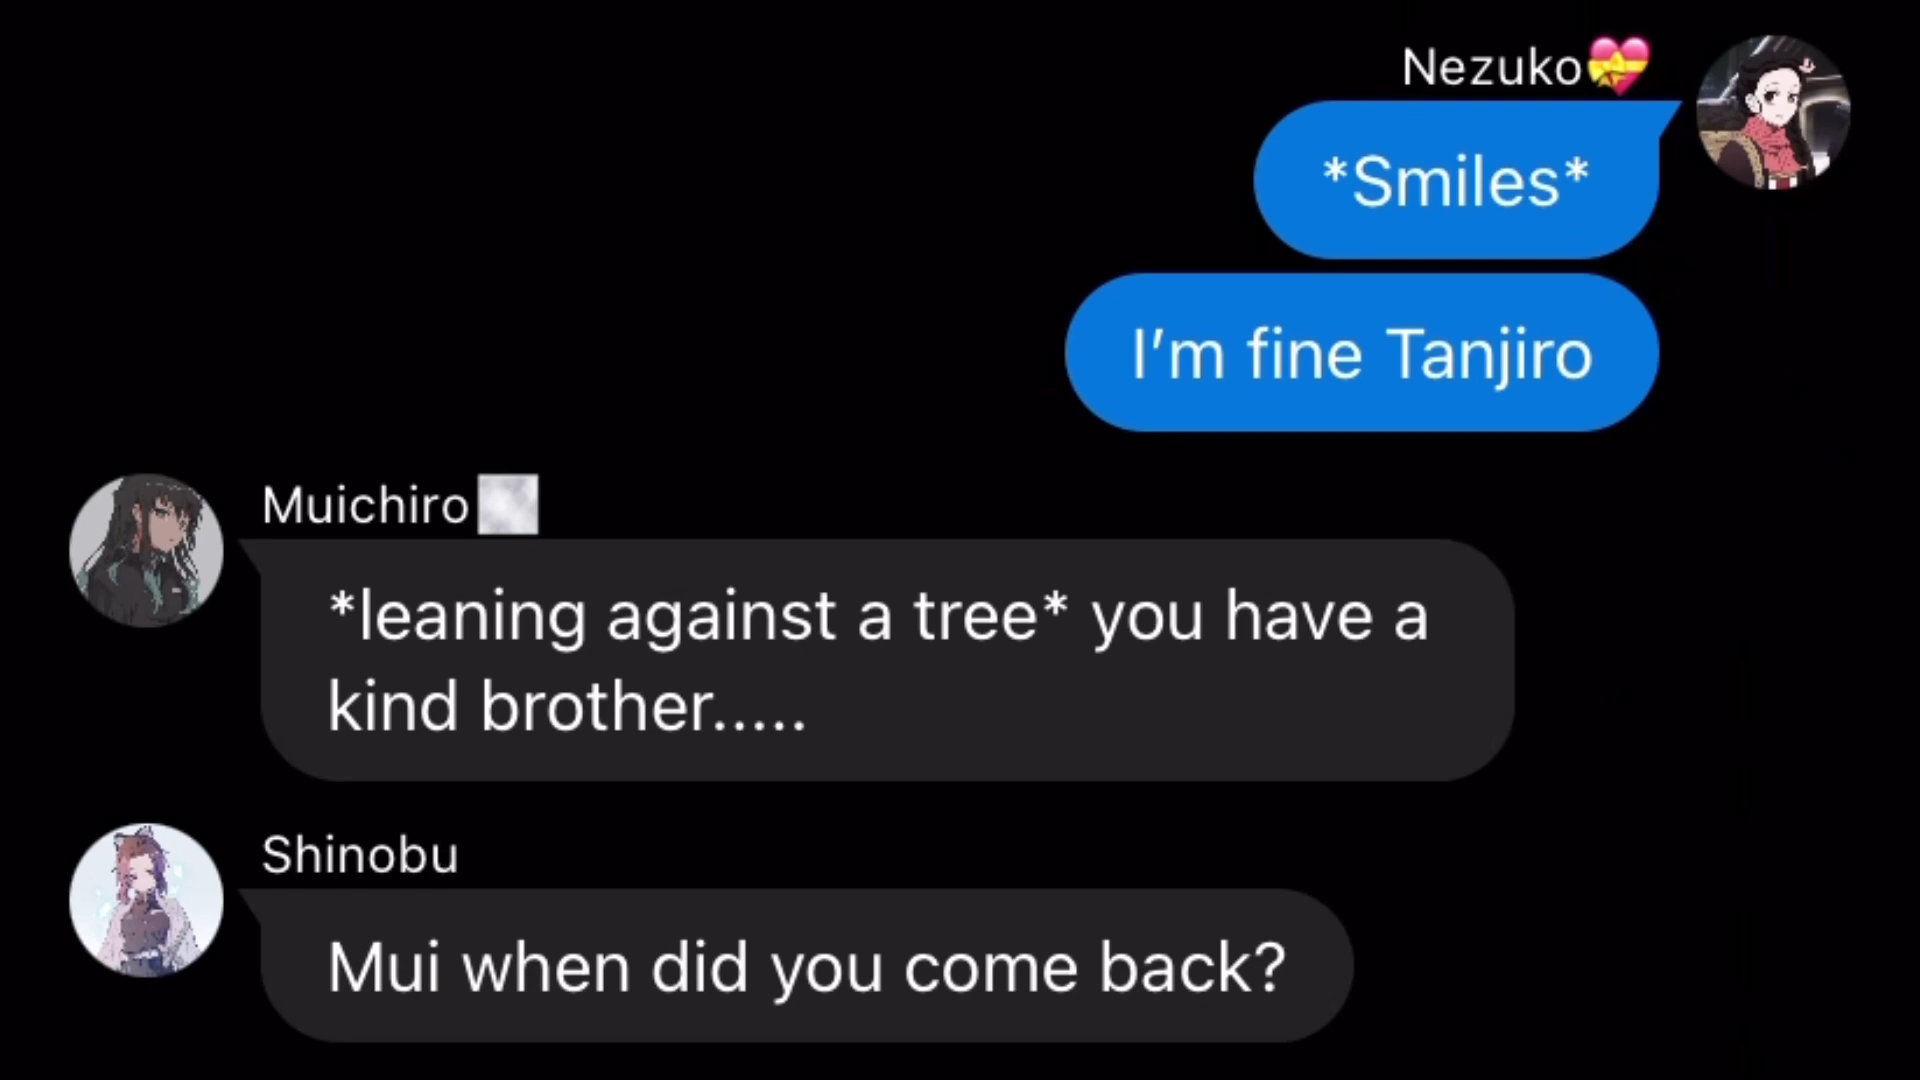 Nezuko💝
*Smiles*
I'm fine Tanjiro
Muichiro
*leaning against a tree* you have a
kind brother.....
Shinobu
Mui when did you come back?